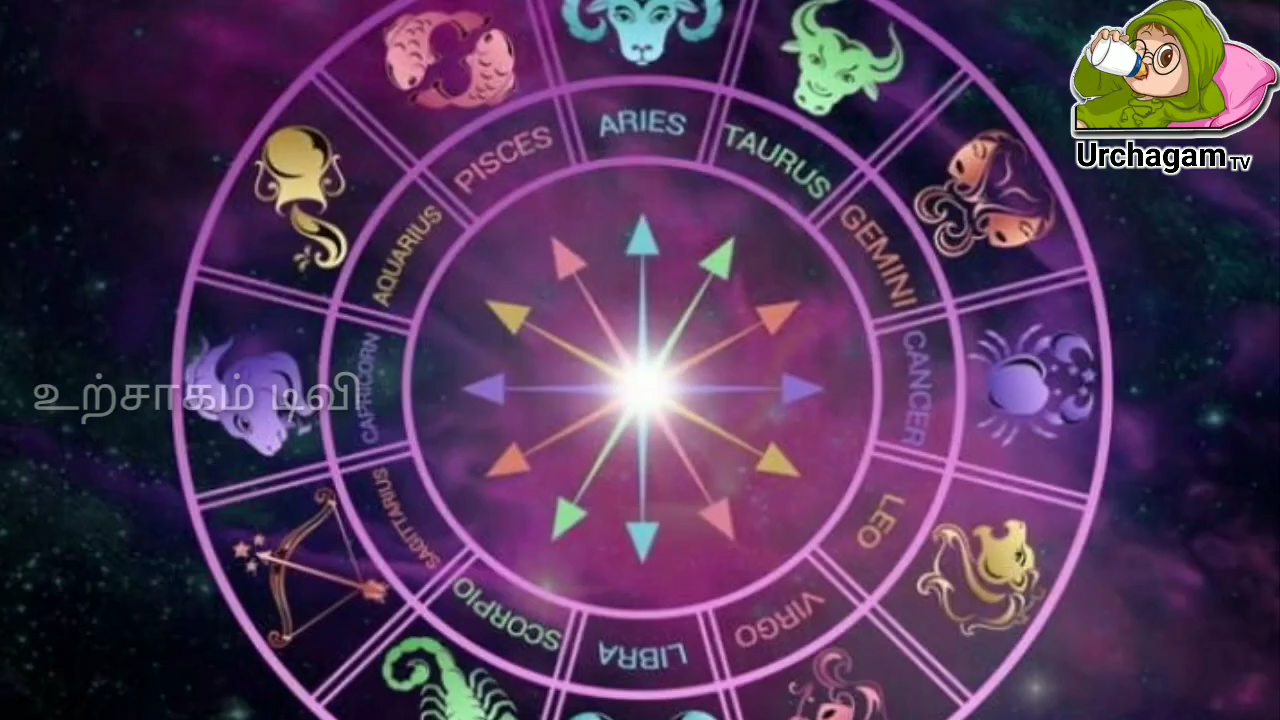 ARIES
TAURUS
GEMINI
CANCER
LEO
VIRGO
LIBRA
SCORPIO
SAGITTARIUS
CAPRICORN
AQUARIUS
PISCES
Urchagam TV
உற்சாகம் டிவி